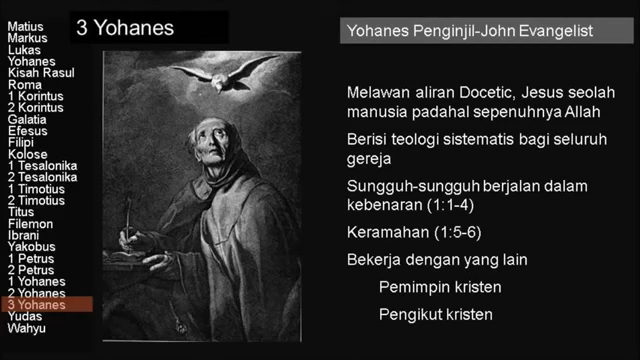 Matius
Markus
Lukas
Yohanes
Kisah Rasul
Roma
1 Korintus
2 Korintus
Galatia
Efesus
Filipi
Kolose
1 Tesalonika
2 Tesalonika
1 Timotius
2 Timotius
Titus
Filemon
Ibrani
Yakobus
1 Petrus
2 Petrus
1 Yohanes
2 Yohanes
3 Yohanes
Yudas
Wahyu
3 Yohanes
Yohanes Penginjil-John Evangelist
Melawan aliran Docetic, Jesus seolah
manusia padahal sepenuhnya Allah
Berisi teologi sistematis bagi seluruh
gereja
Sungguh-sungguh berjalan dalam
kebenaran (1:1-4)
Keramahan (1:5-6)
Bekerja dengan yang lain
Pemimpin kristen
Pengikut kristen